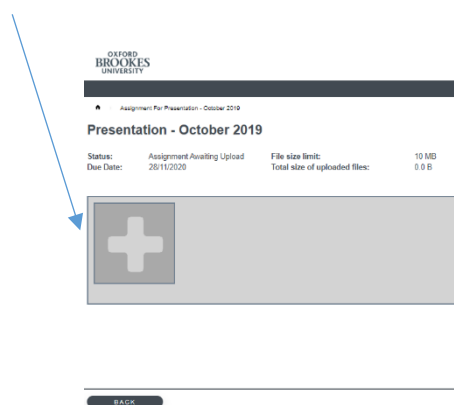 OXFORD
BROOKES
UNIVERSITY
Assignment For Presentation - October 2019
Presentation - October 2019
Status: Assignment Awaiting Upload File size limit: 10 MB
Due Date: 28/11/2020 Total size of uploaded files: 0.0 B
BACK